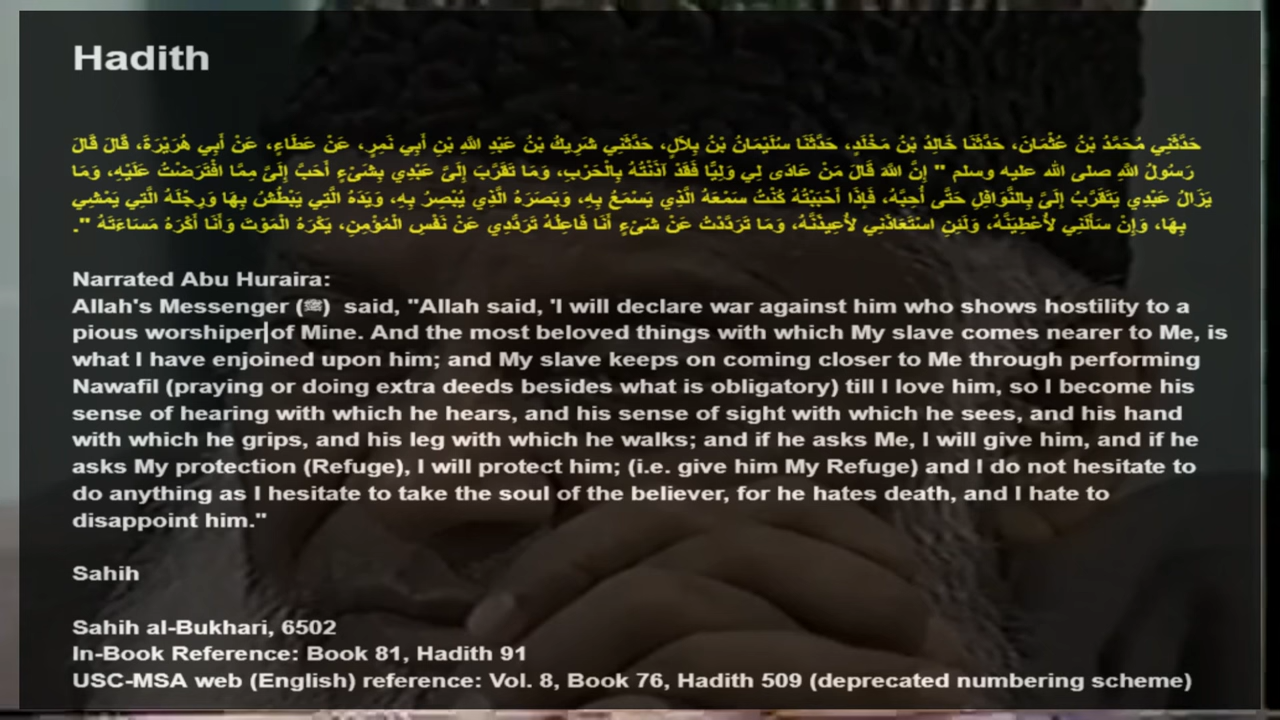 Hadith
حَدَّثَنِي مُحَمَّدُ بْنُ عُثْمَانَ، حَدَّثَنَا خَالِدُ بْنُ مَخْلَدٍ، حَدَّثَنَا سُلَيْمَانُ بْنُ بِلاَلٍ، حَدَّثَنِي شَرِيكُ بْنُ عَبْدِ اللَّهِ بْنِ أَبِي نَمِرٍ، عَنْ عَطَاءٍ، عَنْ أَبِي هُرَيْرَةَ، قَالَ قَالَ
رَسُولُ اللَّهِ صلى الله عليه وسلم " إِنَّ اللَّهَ قَالَ مَنْ عَادَى لِي وَلِيًّا فَقَدْ آذَنْتُهُ بِالْحَرْبِ، وَمَا تَقَرَّبَ إِلَىَّ عَبْدِي بِشَىْءٍ أَحَبَّ إِلَىَّ مِمَّا افْتَرَضْتُ عَلَيْهِ، وَمَا
يَزَالُ عَبْدِي يَتَقَرَّبُ إِلَىَّ بِالنَّوَافِلِ حَتَّى أُحِبَّهُ، فَإِذَا أَحْبَبْتُهُ كُنْتُ سَمْعَهُ الَّذِي يَسْمَعُ بِهِ، وَبَصَرَهُ الَّذِي يُبْصِرُ بِهِ، وَيَدَهُ الَّتِي يَبْطُشُ بِهَا وَرِجْلَهُ الَّتِي يَمْشِي
بِهَا، وَإِنْ سَأَلَنِي لأُعْطِيَنَّهُ، وَلَئِنِ اسْتَعَاذَنِي لأُعِيذَنَّهُ، وَمَا تَرَدَّدْتُ عَنْ شَىْءٍ أَنَا فَاعِلُهُ تَرَدُّدِي عَنْ نَفْسِ الْمُؤْمِنِ، يَكْرَهُ الْمَوْتَ وَأَنَا أَكْرَهُ مَسَاءَتَهُ ".
Narrated Abu Huraira:
Allah's Messenger (ﷺ) said, "Allah said, 'I will declare war against him who shows hostility to a
pious worshiper of Mine. And the most beloved things with which My slave comes nearer to Me, is
what I have enjoined upon him; and My slave keeps on coming closer to Me through performing
Nawafil (praying or doing extra deeds besides what is obligatory) till I love him, so I become his
sense of hearing with which he hears, and his sense of sight with which he sees, and his hand
with which he grips, and his leg with which he walks; and if he asks Me, I will give him, and if he
asks My protection (Refuge), I will protect him; (i.e. give him My Refuge) and I do not hesitate to
do anything as I hesitate to take the soul of the believer, for he hates death, and I hate to
disappoint him."
Sahih
Sahih al-Bukhari, 6502
In-Book Reference: Book 81, Hadith 91
USC-MSA web (English) reference: Vol. 8, Book 76, Hadith 509 (deprecated numbering scheme)